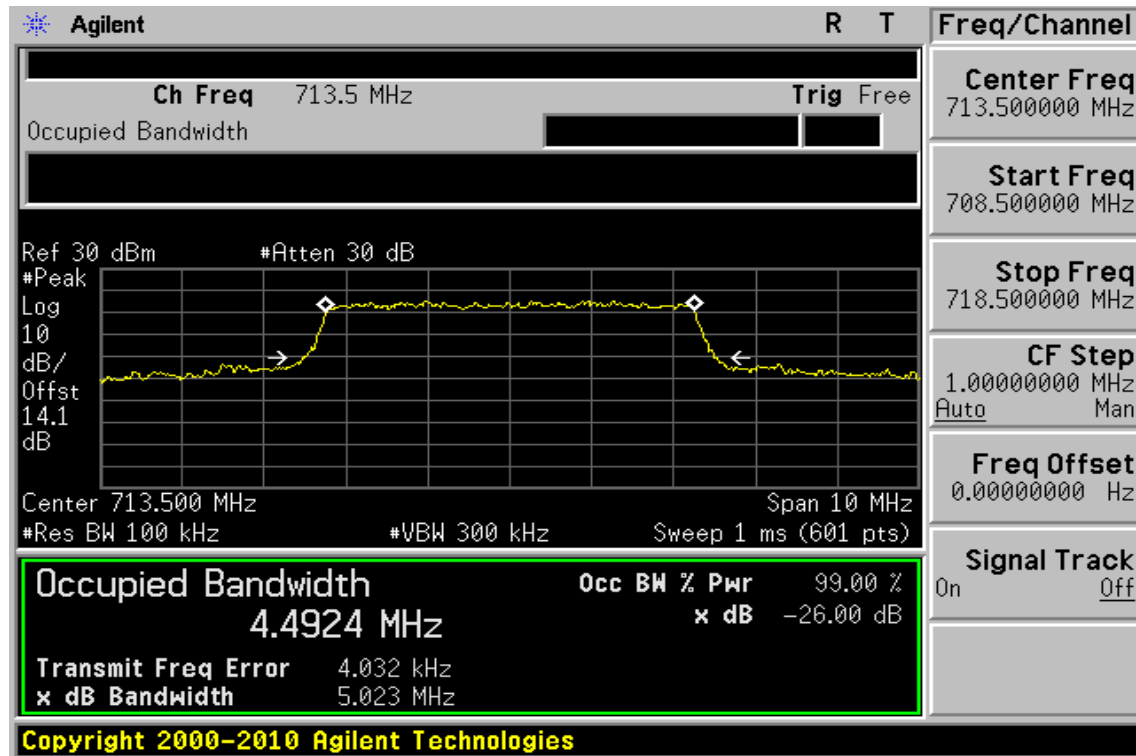 Agilent R T Freq/Channel
Ch Freq 713.5 MHz Trig Free
Occupied Bandwidth
Center Freq
713.500000 MHz
Start Freq
708.500000 MHz
Stop Freq
718.500000 MHz
CF Step
1.00000000 MHz
Auto Man
Freq Offset
0.00000000 Hz
Signal Track
On Off
Ref 30 dBm #Atten 30 dB
#Peak
Log
10
dB/
Offst
14.1
dB
Center 713.500 MHz Span 10 MHz
#Res BW 100 kHz #VBW 300 kHz Sweep 1 ms (601 pts)
Occupied Bandwidth Occ BW % Pwr 99.00 %
4.4924 MHz x dB -26.00 dB
Transmit Freq Error 4.032 kHz
x dB Bandwidth 5.023 MHz
Copyright 2000-2010 Agilent Technologies